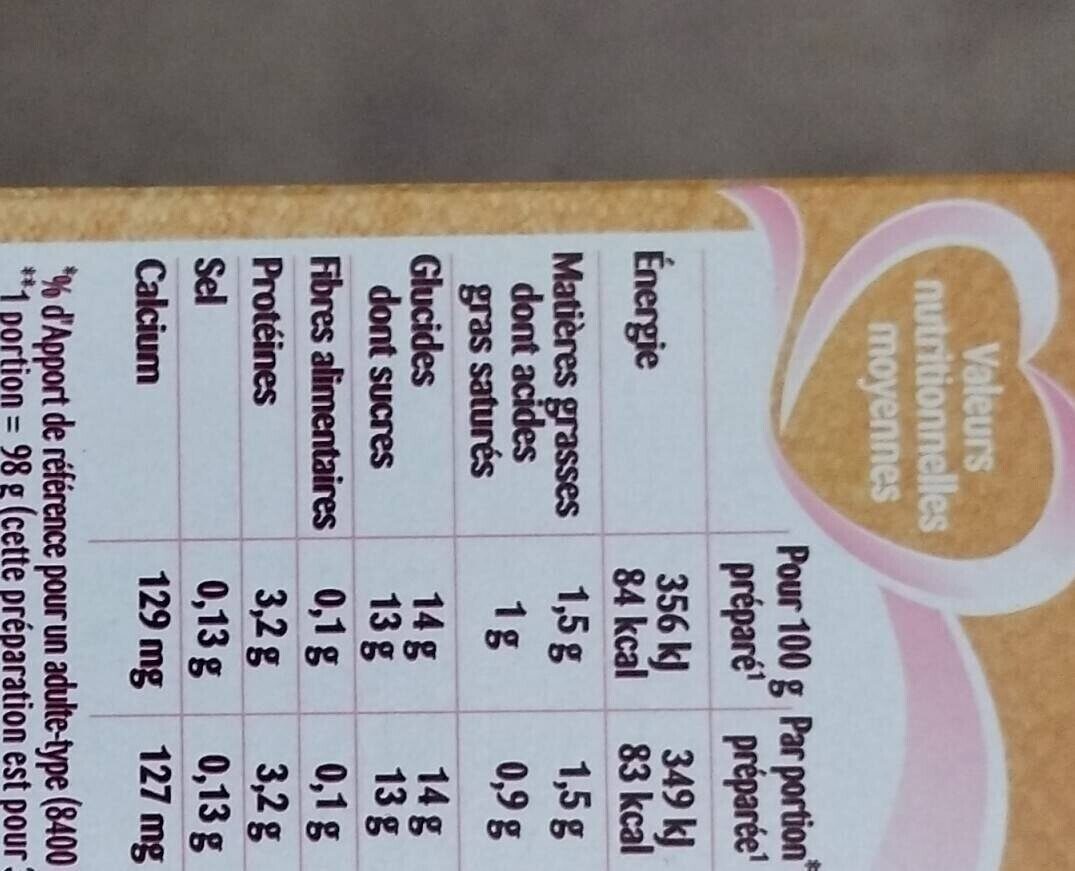 Valeurs
nutritionnelles
moyennes
Pour 100 g Par portion**
préparé¹ préparée¹
Énergie 356 kJ 349 kJ
84 kcal 83 kcal
Matières grasses 1,5 g 1,5 g
dont acides
gras saturés 1 g 0,9 g
Glucides 14 g 14 g
dont sucres 13 g 13 g
Fibres alimentaires 0,1 g 0,1 g
Protéines 3,2 g 3,2 g
Sel 0,13 g 0,13 g
Calcium 129 mg 127 mg
*% d'Apport de référence pour un adulte-type (8400
**1 portion = 98 g (cette préparation est pour